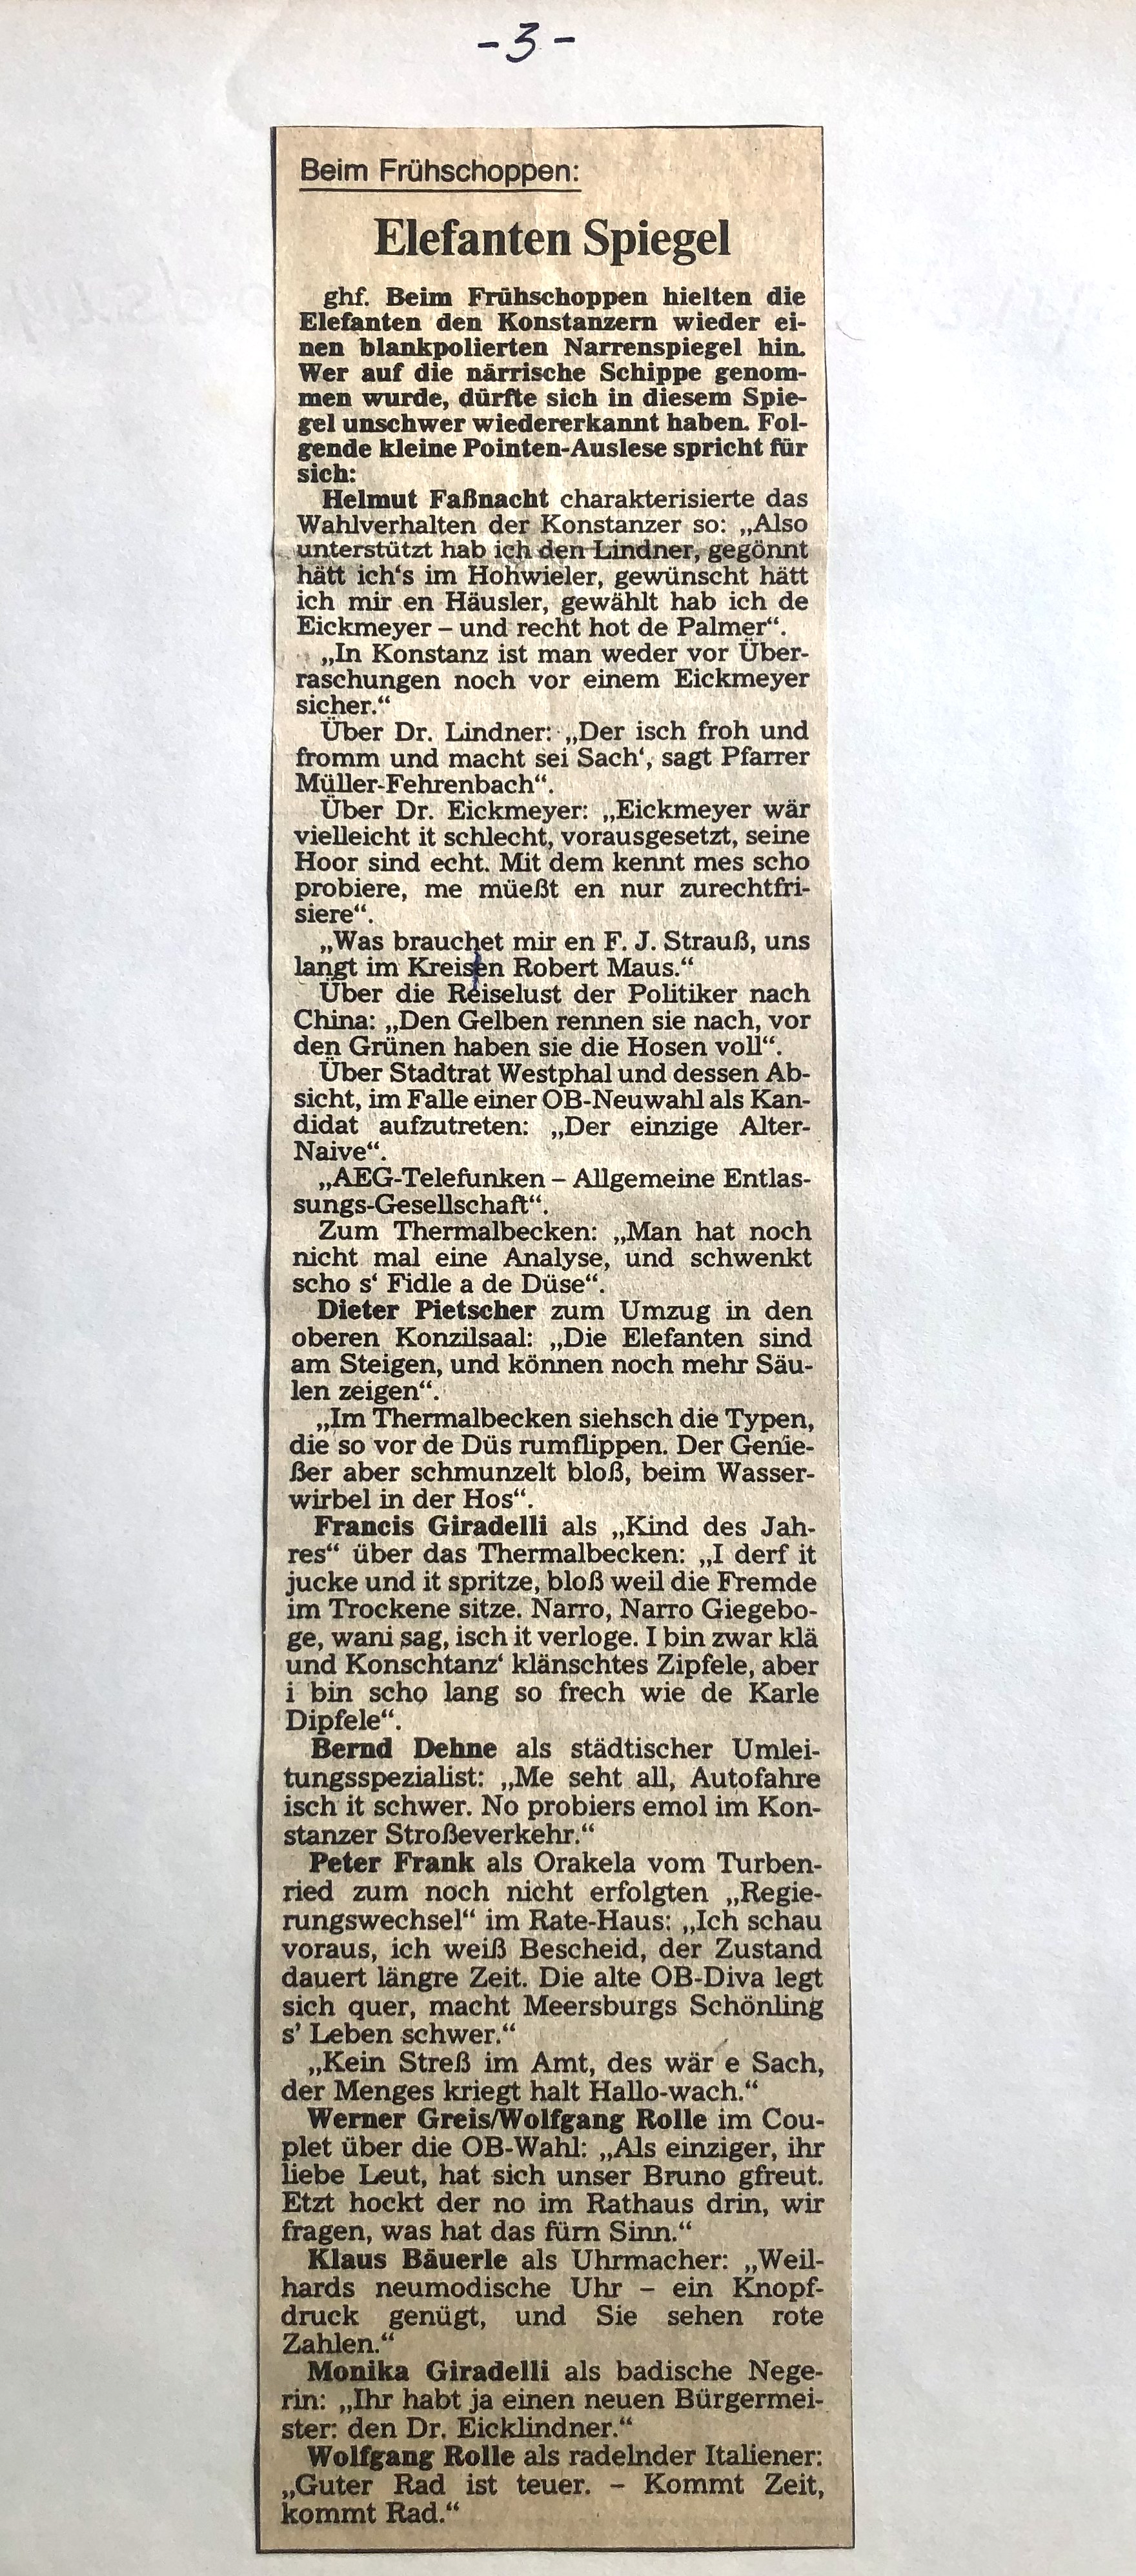 -3-
Beim Frühschoppen:
Elefanten Spiegel
ghf. Beim Frühschoppen hielten die
Elefanten den Konstanzern wieder ei-
nen blankpolierten Narrenspiegel hin.
Wer auf die närrische Schippe genom-
men wurde, dürfte sich in diesem Spie-
gel unschwer wiedererkannt haben. Fol-
gende kleine Pointen-Auslese spricht für
sich:
Helmut Faßnacht charakterisierte das
Wahlverhalten der Konstanzer so: „Also
unterstützt hab ich den Lindner, gegönnt
hätt ich‘s im Hohwieler, gewünscht hätt
ich mir en Häusler, gewählt hab ich de
Eickmeyer – und recht hot de Palmer“.
„In Konstanz ist man weder vor Über-
raschungen noch vor einem Eickmeyer
sicher.“
Über Dr. Lindner: „Der isch froh und
fromm und macht sei Sach‘, sagt Pfarrer
Müller-Fehrenbach“.
Über Dr. Eickmeyer: „Eickmeyer wär
vielleicht it schlecht, vorausgesetzt, seine
Hoor sind echt. Mit dem kennt mes scho
probiere, me müeßt en nur zurechtfri-
siere“.
„Was brauchet mir en F. J. Strauß, uns
langt im Kreisen Robert Maus.“
Über die Reiselust der Politiker nach
China: „Den Gelben rennen sie nach, vor
den Grünen haben sie die Hosen voll“.
Über Stadtrat Westphal und dessen Ab-
sicht, im Falle einer OB-Neuwahl als Kan-
didat aufzutreten: „Der einzige Alter-
Naive“.
„AEG-Telefunken – Allgemeine Entlas-
sungs-Gesellschaft“.
Zum Thermalbecken: „Man hat noch
nicht mal eine Analyse, und schwenkt
scho s‘ Fidle a de Düse“.
Dieter Pietscher zum Umzug in den
oberen Konzilsaal: „Die Elefanten sind
am Steigen, und können noch mehr Säu-
len zeigen“.
„Im Thermalbecken siehsch die Typen,
die so vor de Düs rumflippen. Der Genie-
ßer aber schmunzelt bloß, beim Wasser-
wirbel in der Hos“.
Francis Giradelli als „Kind des Jah-
res“ über das Thermalbecken: „I derf it
jucke und it spritze, bloß weil die Fremde
im Trockene sitze. Narro, Narro Giegebo-
ge, wani sag, isch it verloge. I bin zwar klä
und Konschtanz‘ klänschtes Zipfele, aber
i bin scho lang so frech wie de Karle
Dipfele“.
Bernd Dehne als städtischer Umlei-
tungsspezialist: „Me seht all, Autofahre
isch it schwer. No probiers emol im Kon-
stanzer Stroßeverkehr.“
Peter Frank als Orakela vom Turben-
ried zum noch nicht erfolgten „Regie-
rungswechsel“ im Rate-Haus: „Ich schau
voraus, ich weiß Bescheid, der Zustand
dauert längre Zeit. Die alte OB-Diva legt
sich quer, macht Meersburgs Schönling
s’ Leben schwer.“
„Kein Streß im Amt, des wär e Sach,
der Menges kriegt halt Hallo-wach.“
Werner Greis/Wolfgang Rolle im Cou-
plet über die OB-Wahl: „Als einziger, ihr
liebe Leut, hat sich unser Bruno gfreut.
Etzt hockt der no im Rathaus drin, wir
fragen, was hat das fürn Sinn.“
Klaus Bäuerle als Uhrmacher: „Weil-
hards neumodische Uhr – ein Knopf-
druck genügt, und Sie sehen rote
Zahlen.“
Monika Giradelli als badische Nege-
rin: „Ihr habt ja einen neuen Bürgermei-
ster: den Dr. Eicklindner.“
Wolfgang Rolle als radelnder Italiener:
„Guter Rad ist teuer. – Kommt Zeit,
kommt Rad.“